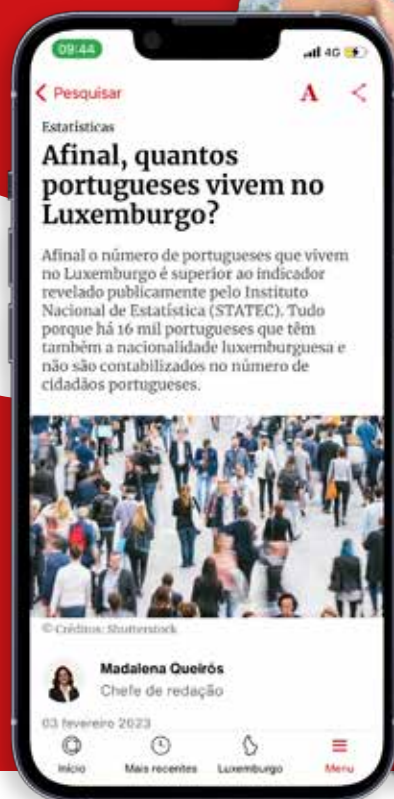 09:44
4G
Pesquisar
A
Estatísticas
Afinal, quantos
portugueses vivem no
Luxemburgo?
Afinal o número de portugueses que vivem
no Luxemburgo é superior ao indicador
revelado publicamente pelo Instituto
Nacional de Estatística (STATEC). Tudo
porque há 16 mil portugueses que têm
também a nacionalidade luxemburguesa e
não são contabilizados no número de
cidadãos portugueses.
© Créditos: Shutterstock
Madalena Queirós
Chefe de redação
03 fevereiro 2023
Início Mais recentes Luxemburgo Menu